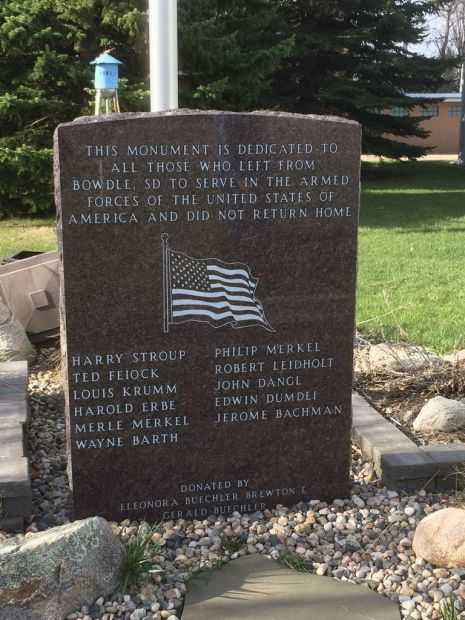 THIS MONUMENT IS DEDICATED TO
ALL THOSE WHO LEFT FROM
BOWDLE, SD TO SERVE IN THE ARMED
FORCES OF THE UNITED STATES OF
AMERICA AND DID NOT RETURN HOME
HARRY STROUP
TED FEIOCK
LOUIS KRUMM
HAROLD ERBE
MERLE MERKEL
WAYNE BARTH
PHILIP MERKEL
ROBERT LEIDHOLT
JOHN DANGL
EDWIN DUMDEI
JEROME BACHMAN
DONATED BY
ELEONORA BUECHLER BREWTON &
GERALD BUECHLER